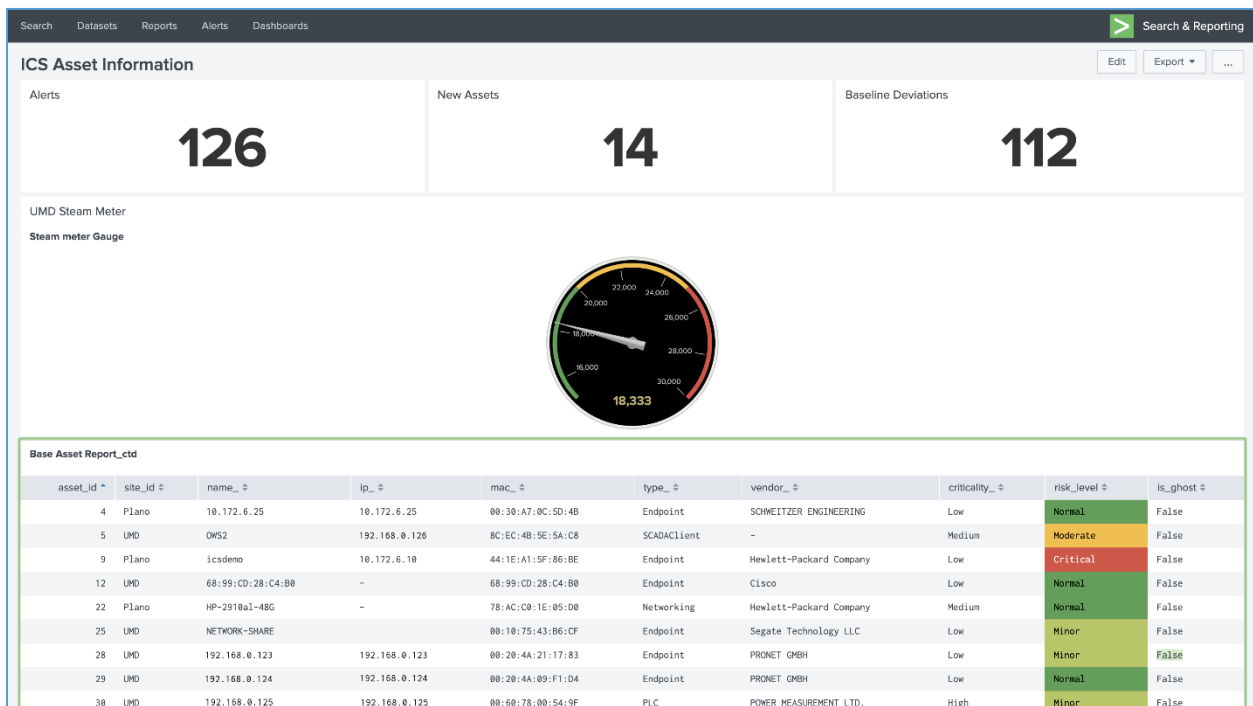 Search Datasets Reports Alerts Dashboards Search & Reporting
ICS Asset Information Edit Export ...
Alerts New Assets Baseline Deviations
126 14 112
UMD Steam Meter
Steam meter Gauge
22,000
24,000
20,000
26,000
18,000
28,000
16,000
30,000
18,333
Base Asset Report_ctd
asset_id site_id name_ ip_ mac_ type_ vendor_ criticality_ risk_level is_ghost
4 Plano 10.172.6.25 10.172.6.25 00:30:A7:0C:5D:4B Endpoint SCHWEITZER ENGINEERING Low Normal False
5 UMD OWS2 192.168.0.126 8C:EC:4B:5E:5A:C8 SCADAClient - Medium Moderate False
9 Plano icsdemo 10.172.6.10 44:1E:A1:5F:86:BE Endpoint Hewlett-Packard Company Low Critical False
12 UMD 68:99:CD:28:C4:B0 - 68:99:CD:28:C4:B0 Endpoint Cisco Low Normal False
22 Plano HP-2910al-48G - 78:AC:C0:1E:05:D0 Networking Hewlett-Packard Company Medium Normal False
25 UMD NETWORK-SHARE 00:10:75:43:B6:CF Endpoint Segate Technology LLC Low Minor False
28 UMD 192.168.0.123 192.168.0.123 00:20:4A:21:17:83 Endpoint PRONET GMBH Low Minor False
29 UMD 192.168.0.124 192.168.0.124 00:20:4A:09:F1:D4 Endpoint PRONET GMBH Low Normal False
30 UMD 192.168.0.125 192.168.0.125 00:60:78:00:54:9F PLC POWER MEASUREMENT LTD. High Minor False